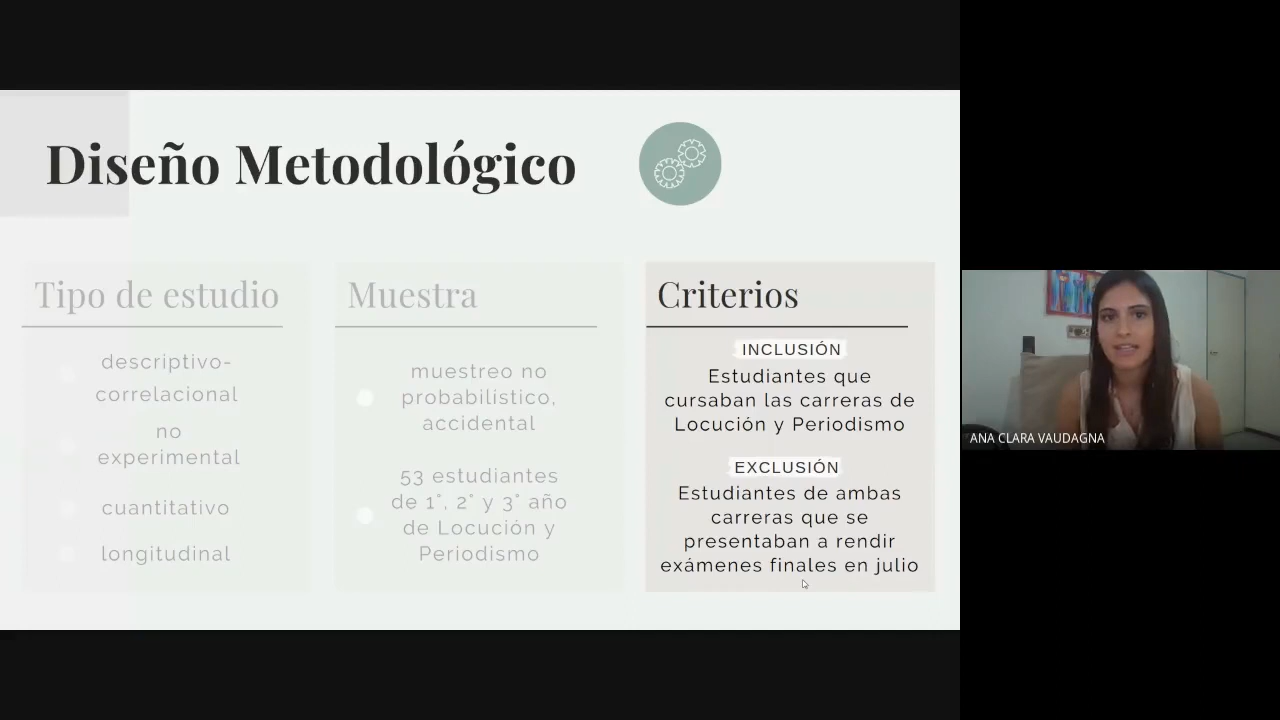 Diseño Metodológico
Tipo de estudio
descriptivo-
correlacional
no
experimental
cuantitativo
longitudinal
Muestra
muestreo no
probabilístico,
accidental
53 estudiantes
de 1°, 2° y 3° año
de Locución y
Periodismo
Criterios
INCLUSIÓN
Estudiantes que
cursaban las carreras de
Locución y Periodismo
EXCLUSIÓN
Estudiantes de ambas
carreras que se
presentaban a rendir
exámenes finales en julio
ANA CLARA VAUDAGNA